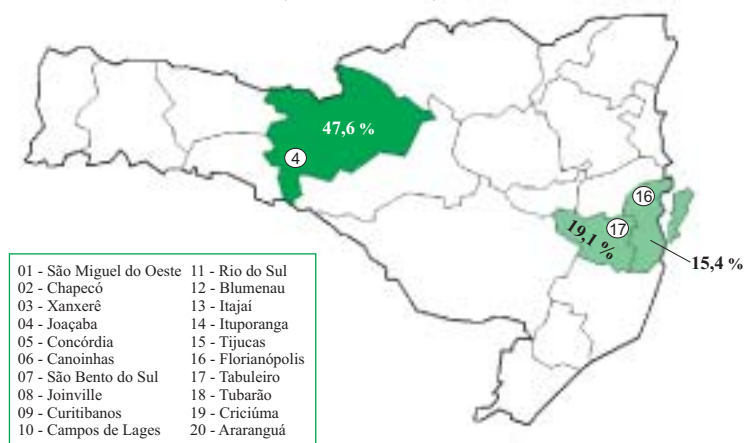 47,6 %
4
16
17
19,1 %
15,4 %
01 - São Miguel do Oeste 11 - Rio do Sul
02 - Chapecó 12 - Blumenau
03 - Xanxerê 13 - Itajaí
04 - Joaçaba 14 - Ituporanga
05 - Concórdia 15 - Tijucas
06 - Canoinhas 16 - Florianópolis
07 - São Bento do Sul 17 - Tabuleiro
08 - Joinville 18 - Tubarão
09 - Curitibanos 19 - Criciúma
10 - Campos de Lages 20 - Araranguá